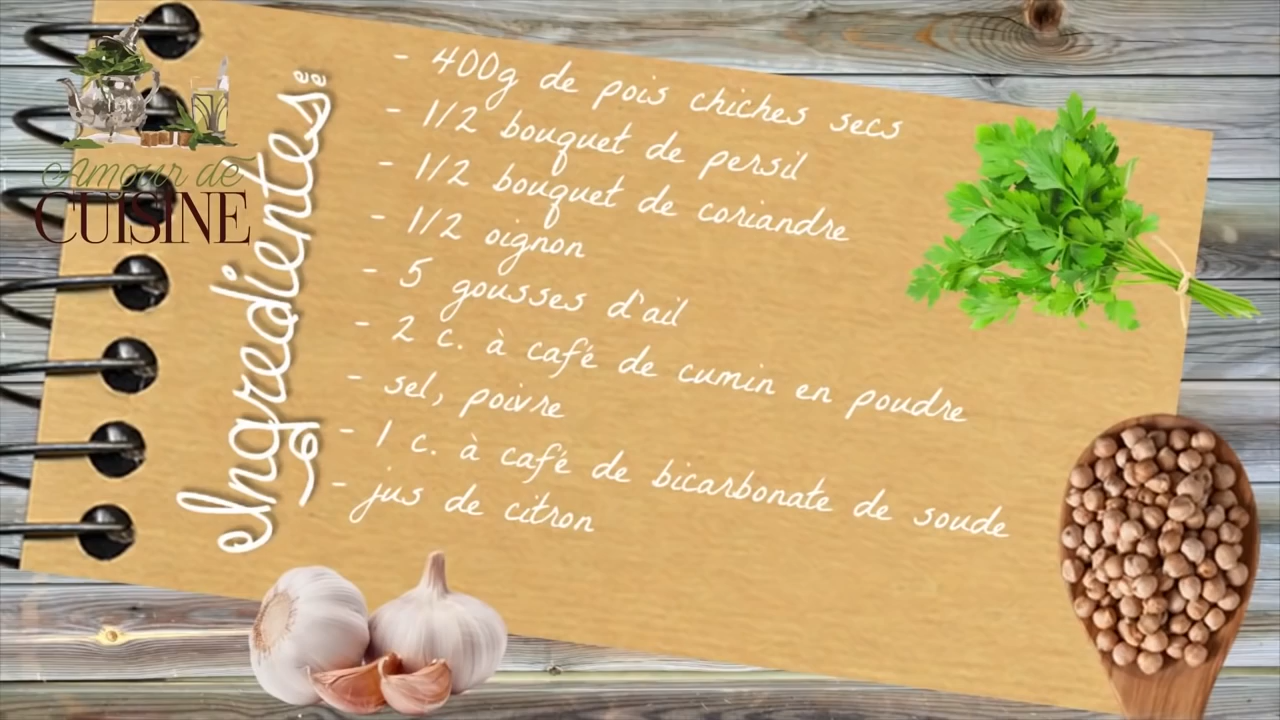 Amour de
CUISINE
Ingredientes
- 400g de pois chiches secs
- 1/2 bouquet de persil
- 1/2 bouquet de coriandre
- 1/2 oignon
- 5 gousses d'ail
- 2 c. à café de cumin en poudre
- sel, poivre
- 1 c. à café de bicarbonate de soude
- jus de citron